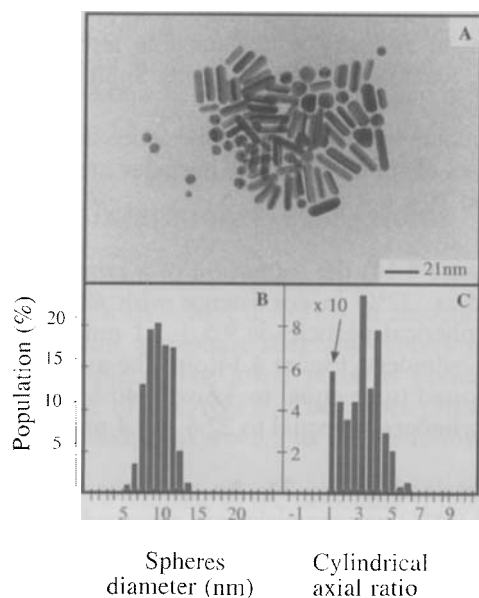 A
21nm
Population (%)
B
20
15
10
5
5 10 15 20
C
x 10
8
6
4
2
-1 1 3 5 7 9
Spheres
diameter (nm)
Cylindrical
axial ratio